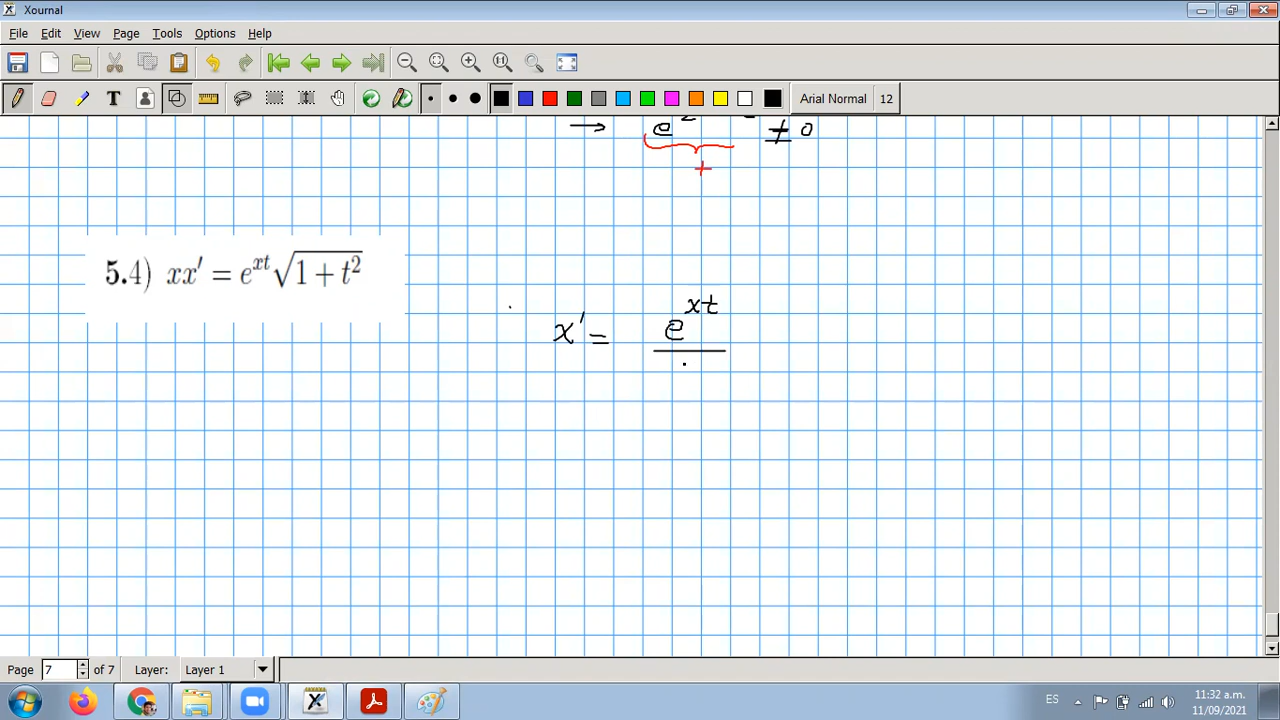 Xournal
File Edit View Page Tools Options Help
Arial Normal 12
→ e² ≠ 0
+
5.4) xx′ = e^{xt}√(1 + t²)
x′ = e^{xt}
Page 7 of 7 Layer: Layer 1
ES 11:32 a.m.
11/09/2021